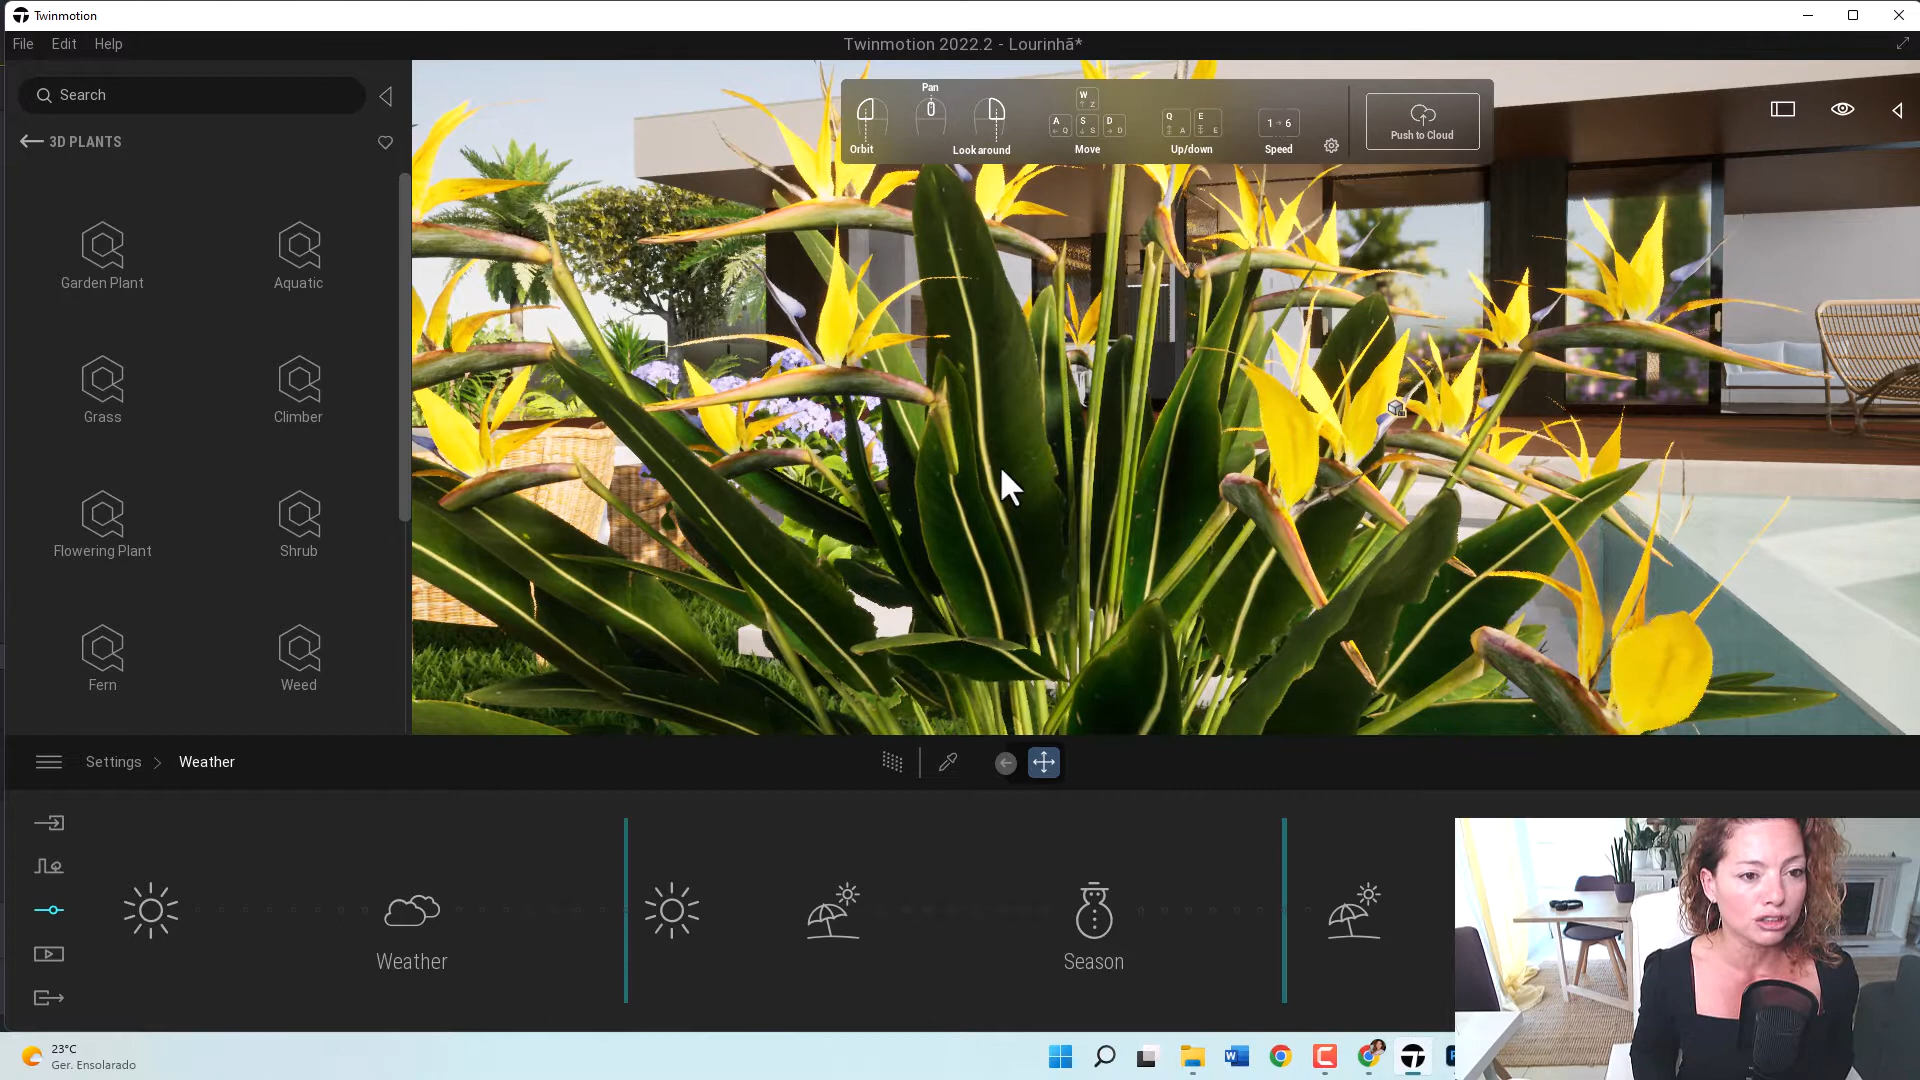 Twinmotion
File Edit Help
Twinmotion 2022.2 - Lourinhã*
Search
3D PLANTS
Garden Plant
Aquatic
Grass
Climber
Flowering Plant
Shrub
Fern
Weed
Pan
Orbit
Look around
W
Z
A
Q
S
S
D
D
Move
Q
A
E
E
Up/down
1 6
Speed
Push to Cloud
Settings > Weather
Weather
Season
23°C
Ger. Ensolarado